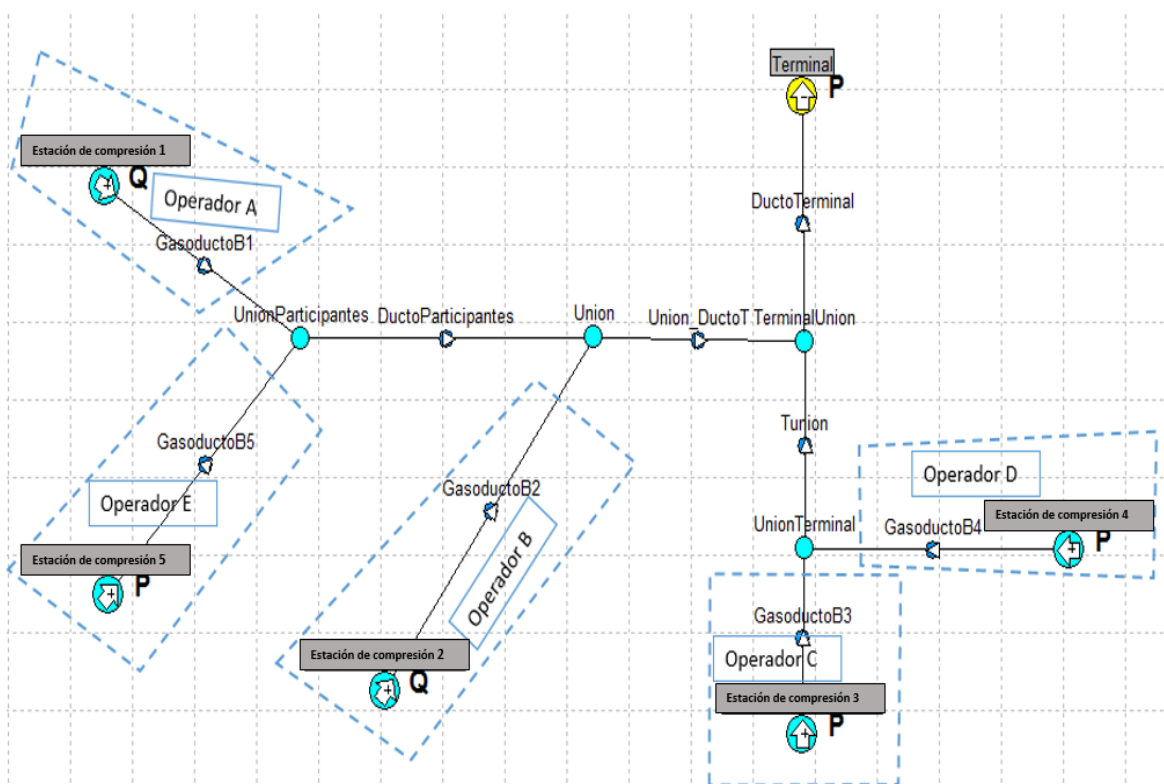 Terminal
P
Estación de compresión 1
Q
Operador A
DuctoTerminal
GasoductoB1
UnionParticipantes
DuctoParticipantes
Union
Union_DuctoT
TerminalUnion
GasoductoB5
Tunion
Operador E
GasoductoB2
Operador D
Estación de compresión 4
P
UnionTerminal
GasoductoB4
Estación de compresión 5
P
Operador B
GasoductoB3
Operador C
Estación de compresión 2
Q
Estación de compresión 3
P